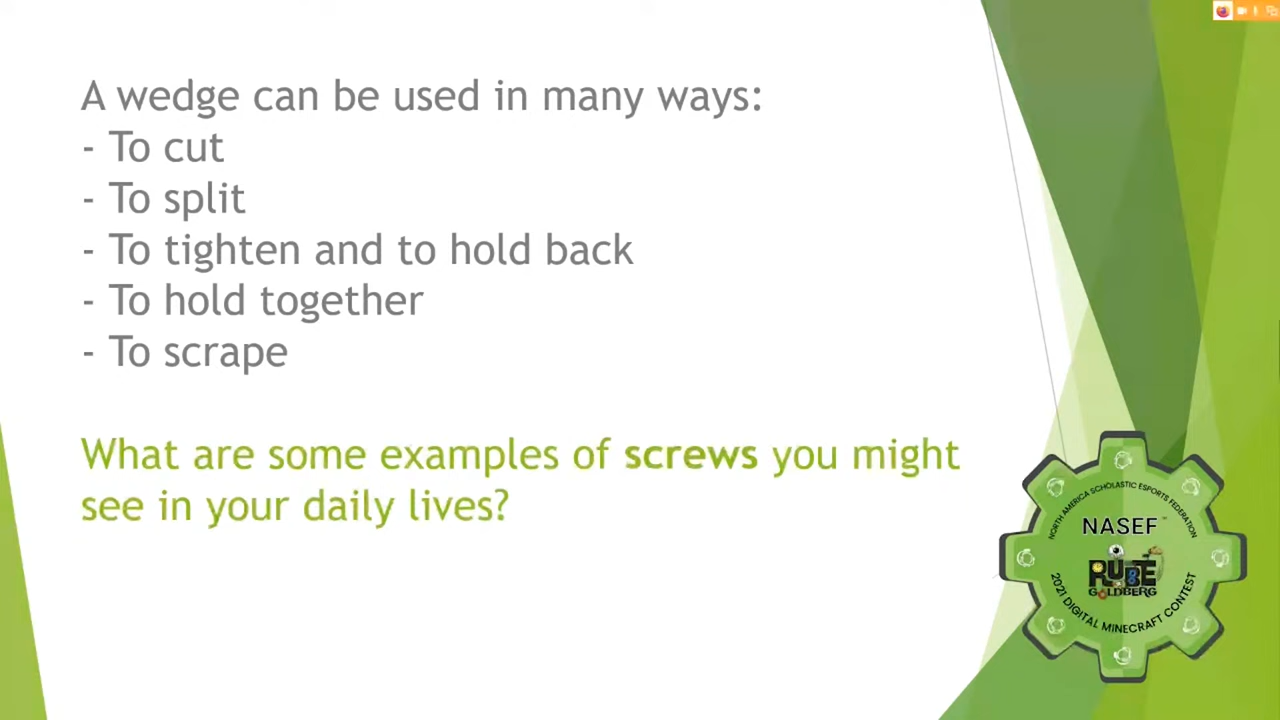 A wedge can be used in many ways:
- To cut
- To split
- To tighten and to hold back
- To hold together
- To scrape
What are some examples of screws you might
see in your daily lives?
NORTH AMERICA SCHOLASTIC ESPORTS FEDERATION
NASEF
RUBE
GOLDBERG
2021 DIGITAL MINECRAFT CONTEST